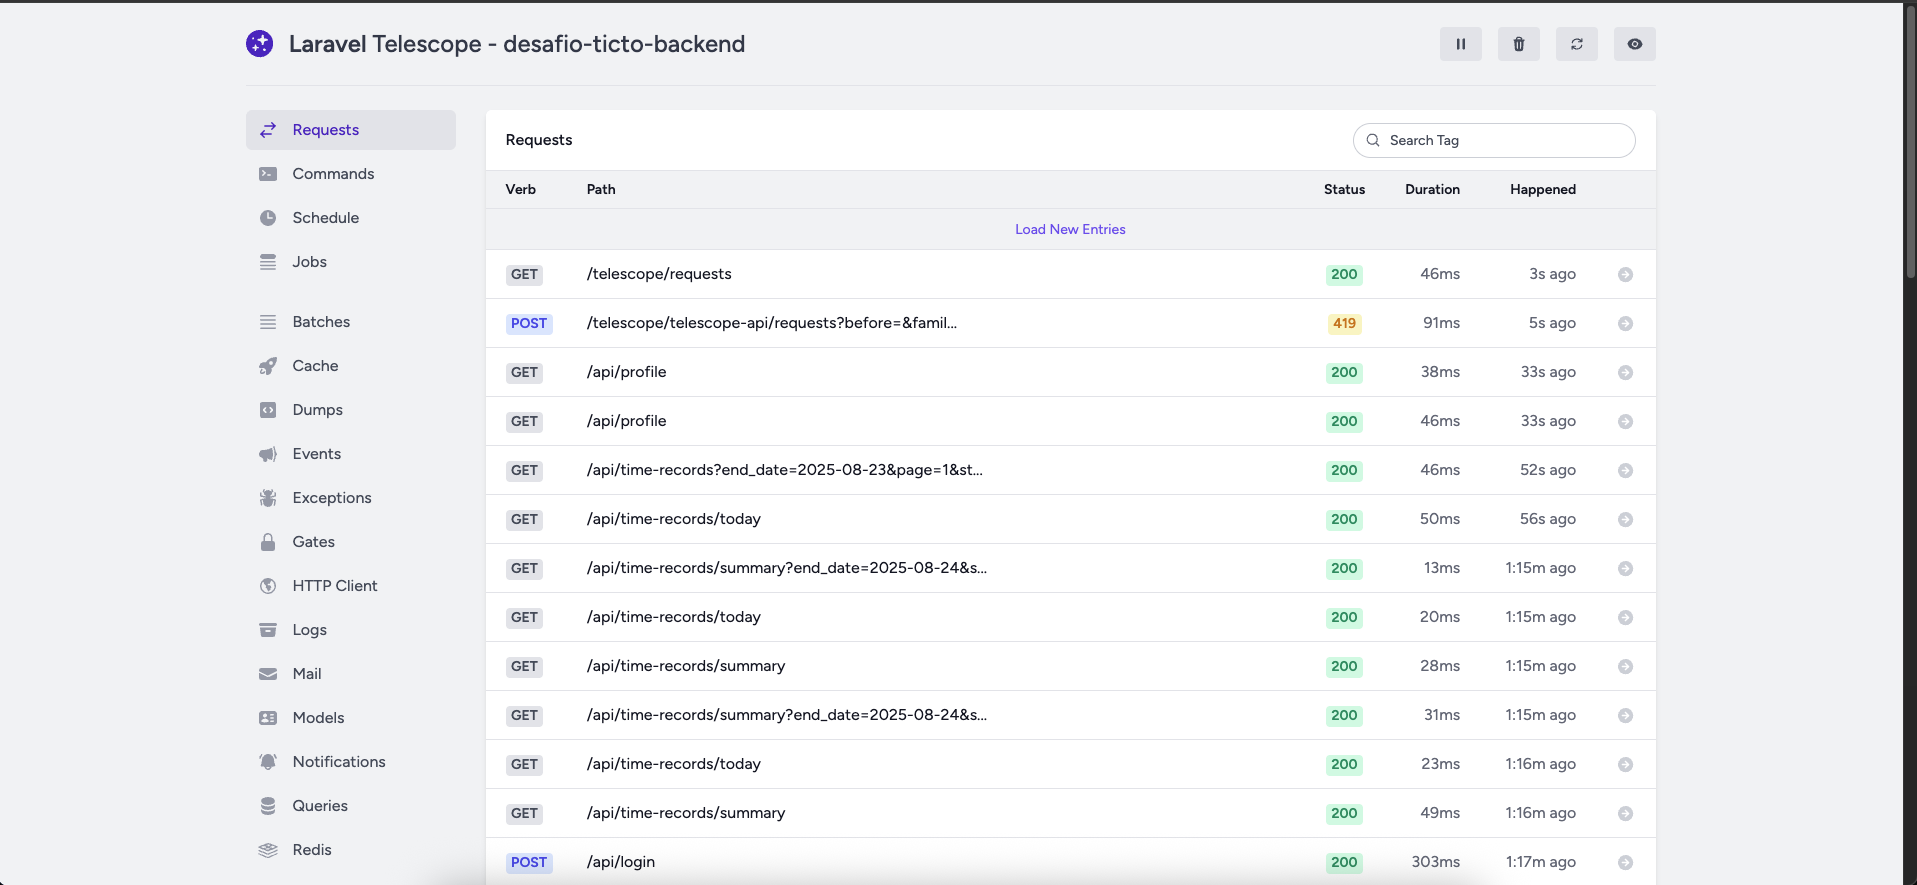 Laravel Telescope - desafio-ticto-backend
Requests
Commands
Schedule
Jobs
Batches
Cache
Dumps
Events
Exceptions
Gates
HTTP Client
Logs
Mail
Models
Notifications
Queries
Redis
Requests
Search Tag
Verb Path Status Duration Happened
Load New Entries
GET /telescope/requests 200 46ms 3s ago
POST /telescope/telescope-api/requests?before=&famil... 419 91ms 5s ago
GET /api/profile 200 38ms 33s ago
GET /api/profile 200 46ms 33s ago
GET /api/time-records?end_date=2025-08-23&page=1&st... 200 46ms 52s ago
GET /api/time-records/today 200 50ms 56s ago
GET /api/time-records/summary?end_date=2025-08-24&s... 200 13ms 1:15m ago
GET /api/time-records/today 200 20ms 1:15m ago
GET /api/time-records/summary 200 28ms 1:15m ago
GET /api/time-records/summary?end_date=2025-08-24&s... 200 31ms 1:15m ago
GET /api/time-records/today 200 23ms 1:16m ago
GET /api/time-records/summary 200 49ms 1:16m ago
POST /api/login 200 303ms 1:17m ago